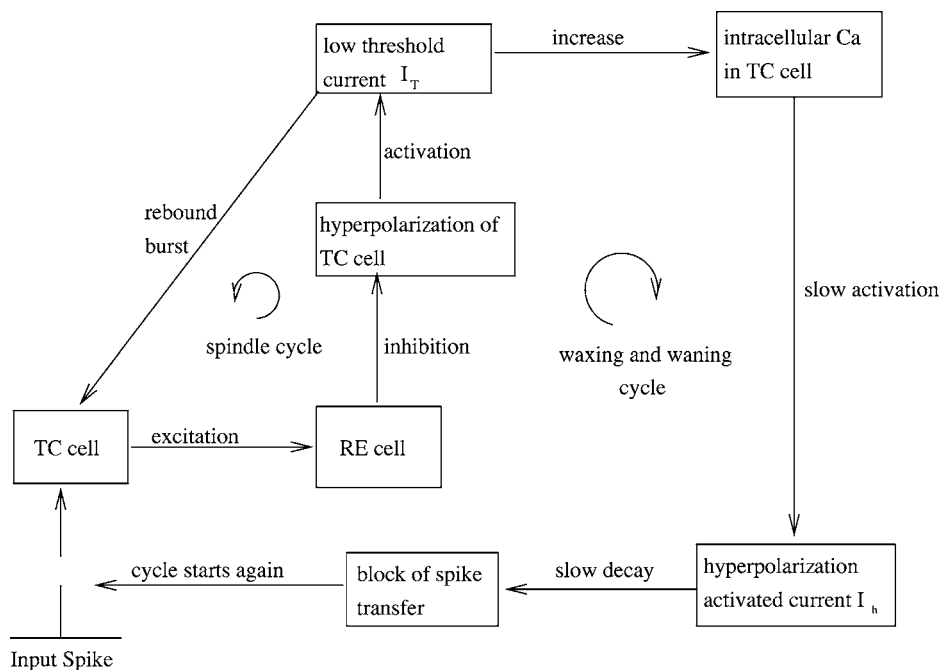 low threshold
current I_T
increase
intracellular Ca
in TC cell
activation
rebound
burst
hyperpolarization of
TC cell
slow activation
spindle cycle
inhibition
waxing and waning
cycle
TC cell
excitation
RE cell
cycle starts again
block of spike
transfer
slow decay
hyperpolarization
activated current I_h
Input Spike